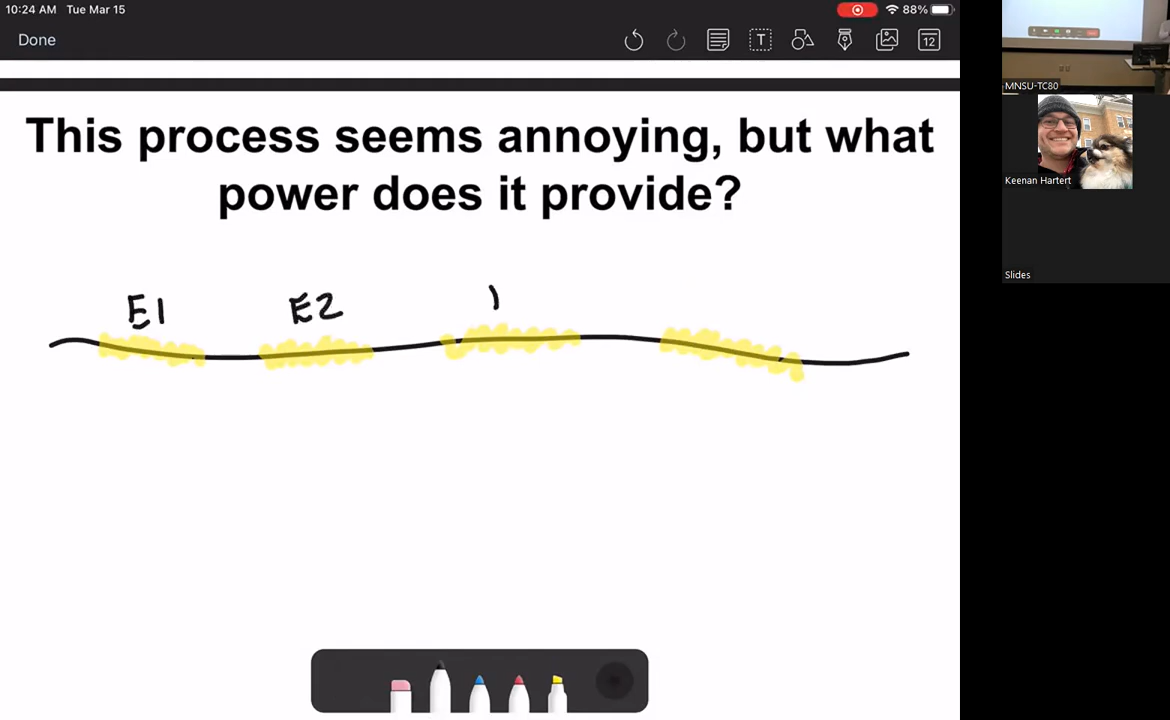 10:24 AM Tue Mar 15
88%
Done
T
12
This process seems annoying, but what
power does it provide?
E1 E2
MNSU-TC80
Keenan Hartert
Slides